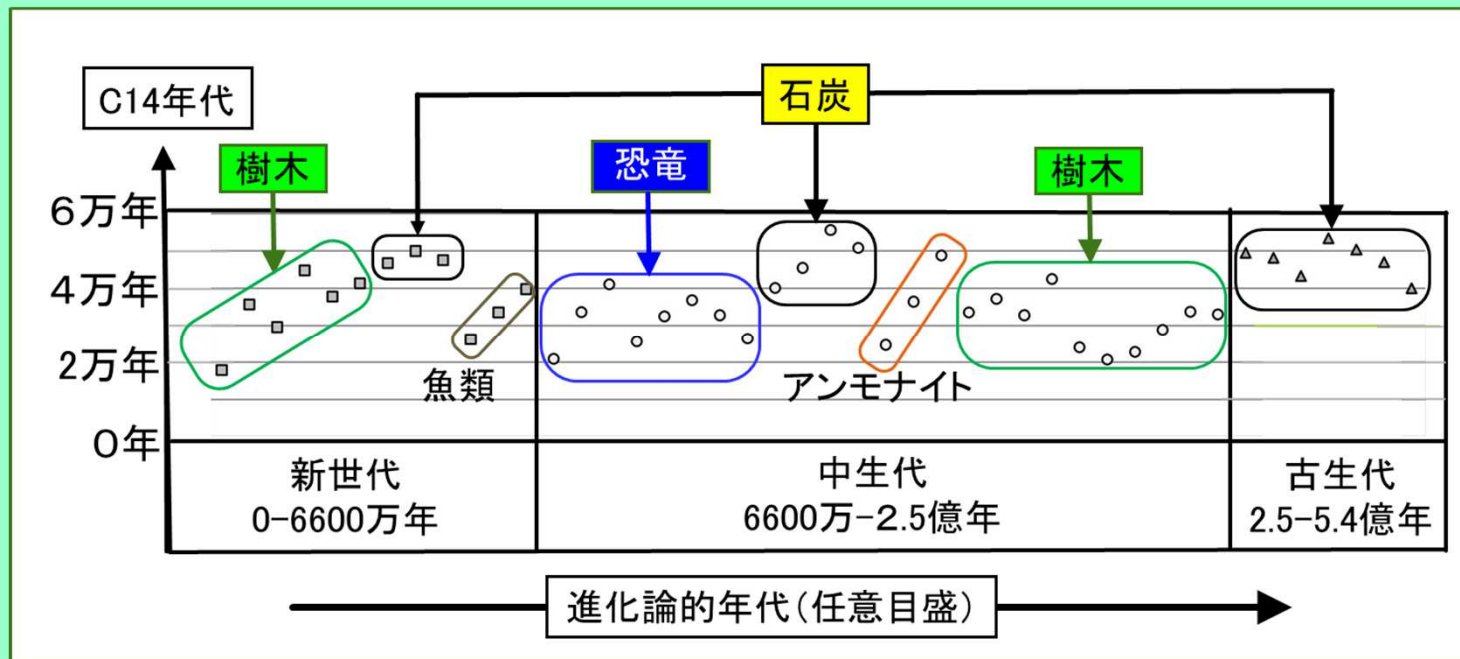 C14年代
石炭
樹木
恐竜
樹木
6万年
4万年
2万年
0年
魚類
アンモナイト
新世代
0-6600万年
中生代
6600万-2.5億年
古生代
2.5-5.4億年
進化論的年代(任意目盛)